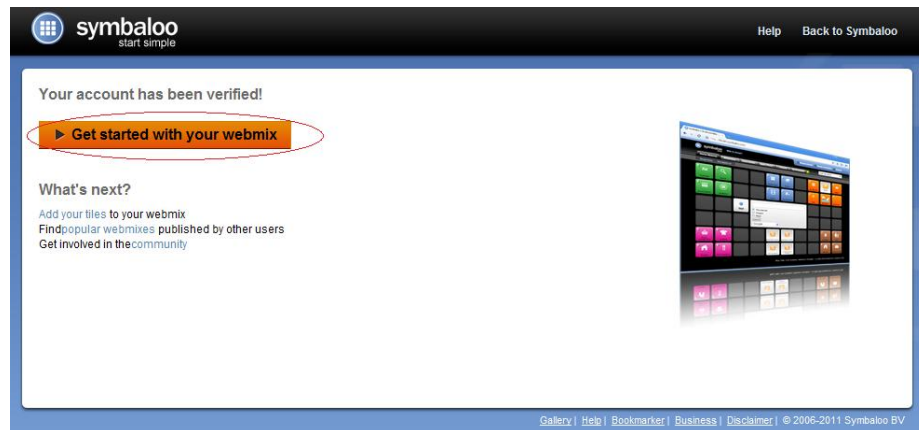 symbaloo
start simple
Help Back to Symbaloo
Your account has been verified!
Get started with your webmix
What's next?
Add your tiles to your webmix
Findpopular webmixes published by other users
Get involved in thecommunity
Gallery | Help | Bookmarker | Business | Disclaimer | © 2006-2011 Symbaloo BV